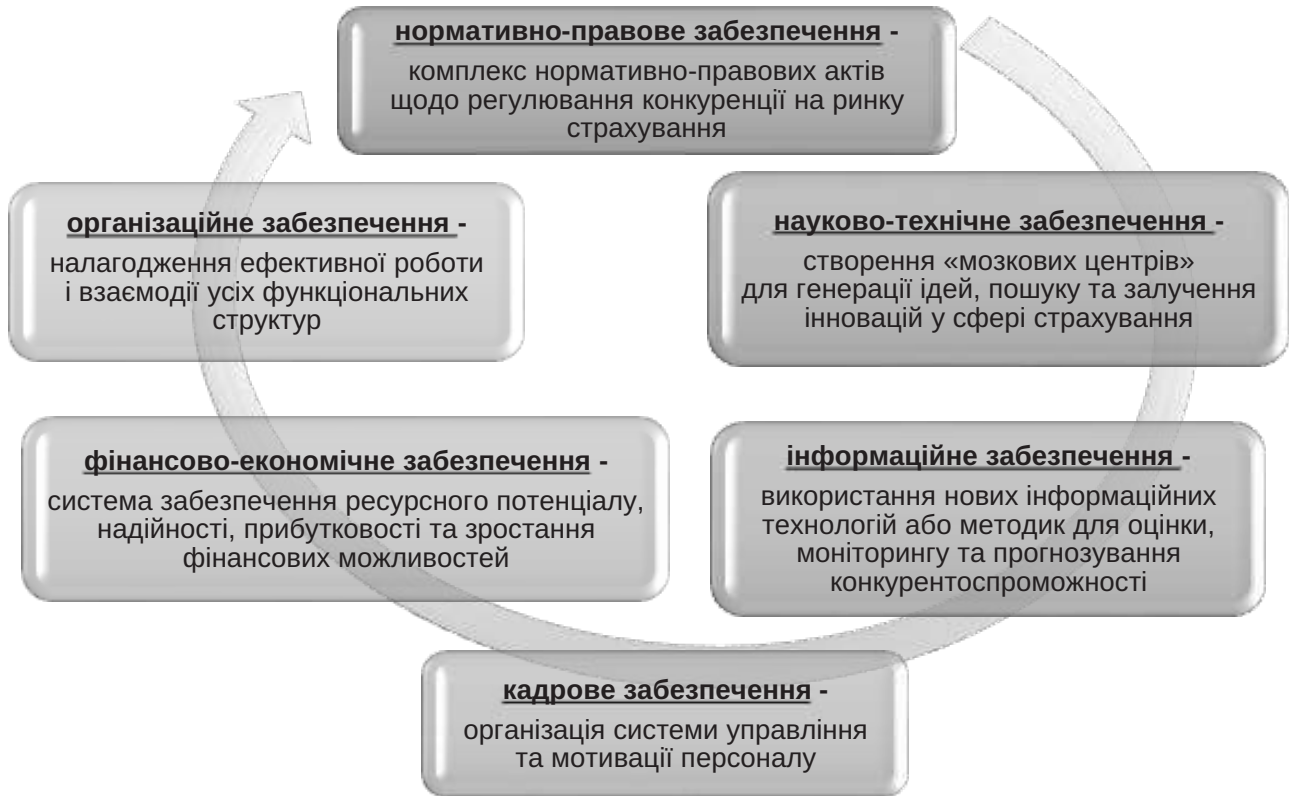 нормативно-правове забезпечення -
комплекс нормативно-правових актів
щодо регулювання конкуренції на ринку
страхування
науково-технічне забезпечення -
створення «мозкових центрів»
для генерації ідей, пошуку та залучення
інновацій у сфері страхування
інформаційне забезпечення -
використання нових інформаційних
технологій або методик для оцінки,
моніторингу та прогнозування
конкурентоспроможності
кадрове забезпечення -
організація системи управління
та мотивації персоналу
фінансово-економічне забезпечення -
система забезпечення ресурсного потенціалу,
надійності, прибутковості та зростання
фінансових можливостей
організаційне забезпечення -
налагодження ефективної роботи
і взаємодії усіх функціональних
структур